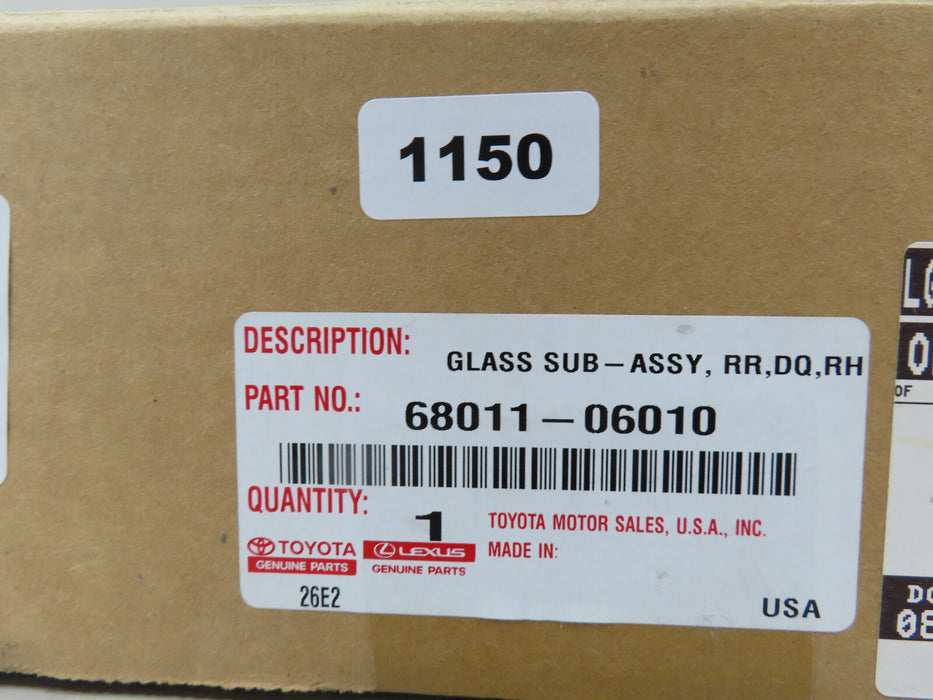 1150
DESCRIPTION:
GLASS SUB-ASSY, RR,DQ,RH
PART NO.:
68011-06010
QUANTITY:
1
TOYOTA MOTOR SALES, U.S.A., INC.
MADE IN:
TOYOTA
GENUINE PARTS
LEXUS
GENUINE PARTS
26E2
USA
OF